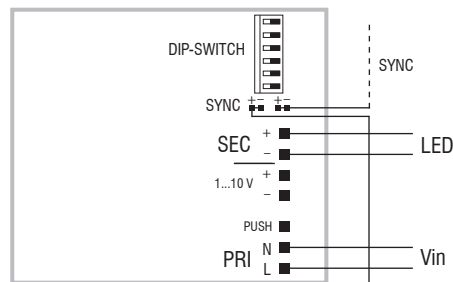 DIP-SWITCH
SYNC
+ − + −
SYNC
SEC
+
−
LED
1...10 V
+
−
PUSH
PRI
N
L
Vin